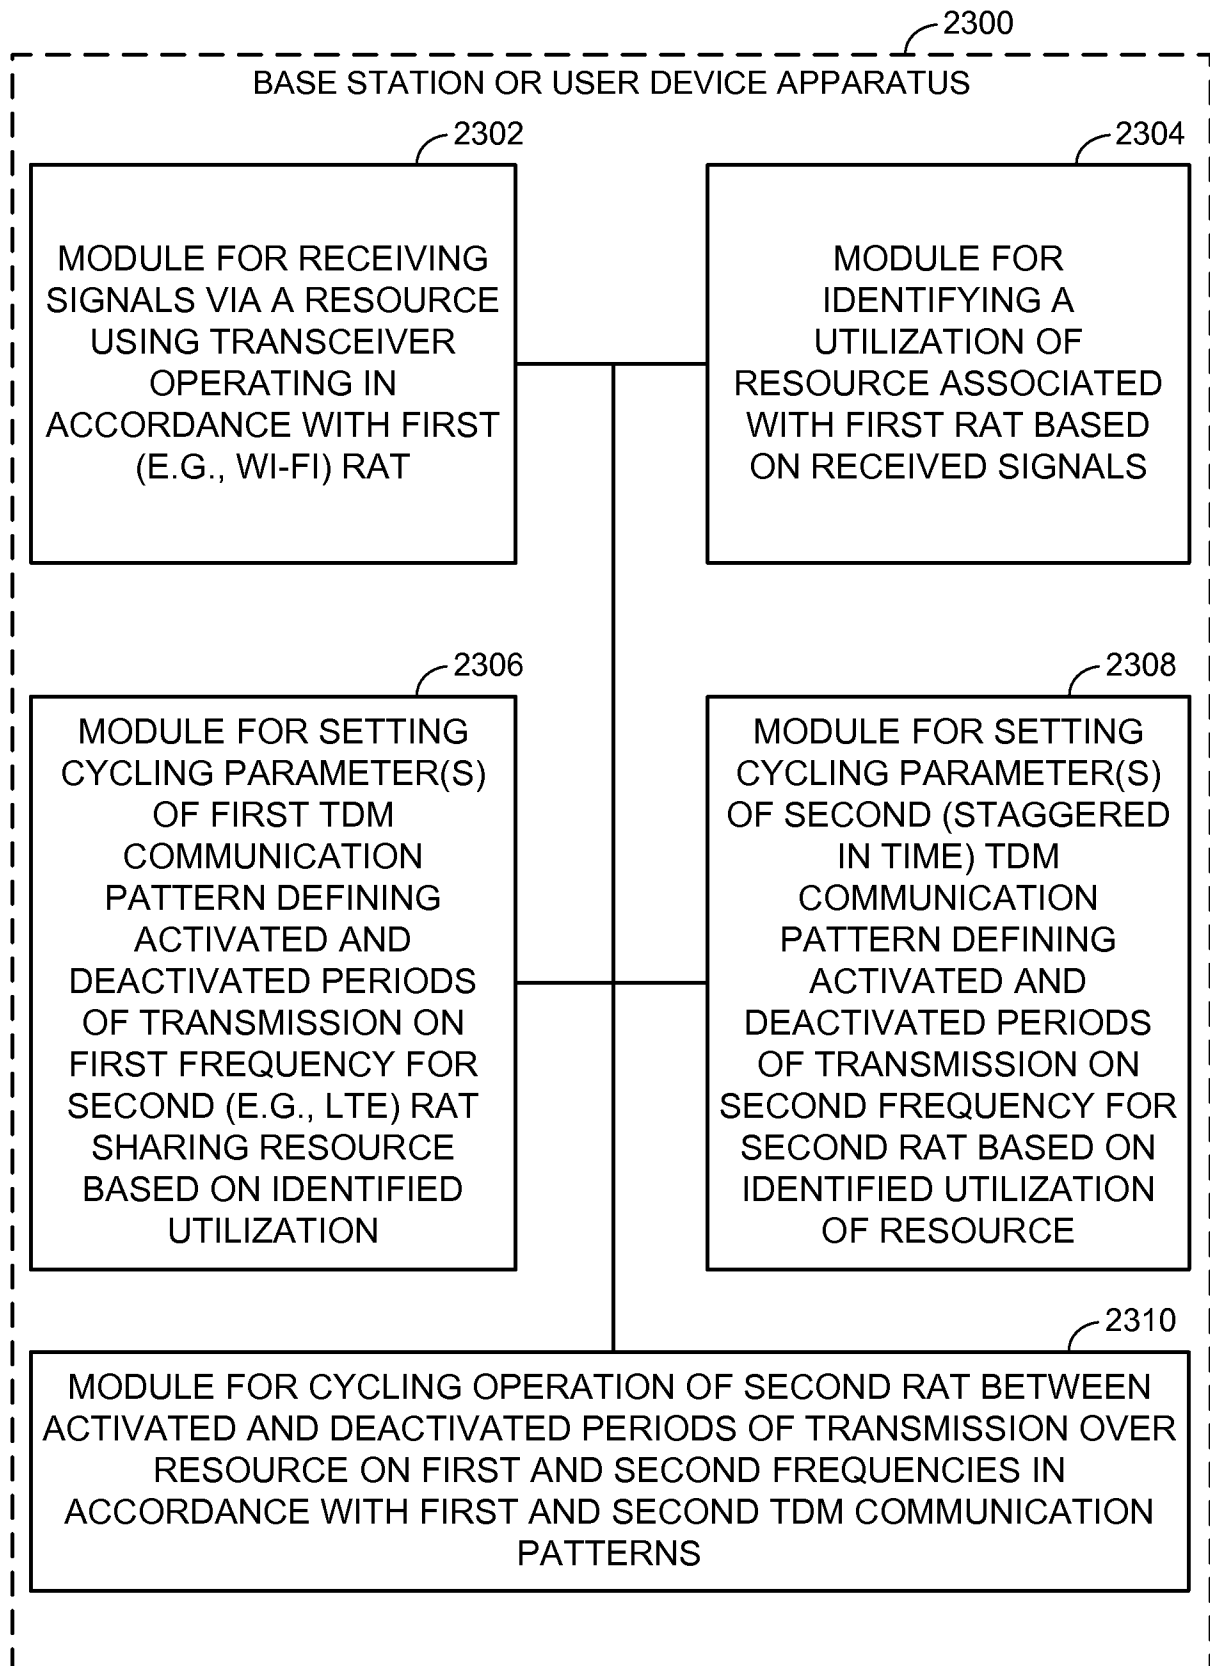 2300
BASE STATION OR USER DEVICE APPARATUS
2302
MODULE FOR RECEIVING
SIGNALS VIA A RESOURCE
USING TRANSCEIVER
OPERATING IN
ACCORDANCE WITH FIRST
(E.G., WI-FI) RAT
2304
MODULE FOR
IDENTIFYING A
UTILIZATION OF
RESOURCE ASSOCIATED
WITH FIRST RAT BASED
ON RECEIVED SIGNALS
2306
MODULE FOR SETTING
CYCLING PARAMETER(S)
OF FIRST TDM
COMMUNICATION
PATTERN DEFINING
ACTIVATED AND
DEACTIVATED PERIODS
OF TRANSMISSION ON
FIRST FREQUENCY FOR
SECOND (E.G., LTE) RAT
SHARING RESOURCE
BASED ON IDENTIFIED
UTILIZATION
2308
MODULE FOR SETTING
CYCLING PARAMETER(S)
OF SECOND (STAGGERED
IN TIME) TDM
COMMUNICATION
PATTERN DEFINING
ACTIVATED AND
DEACTIVATED PERIODS
OF TRANSMISSION ON
SECOND FREQUENCY FOR
SECOND RAT BASED ON
IDENTIFIED UTILIZATION
OF RESOURCE
2310
MODULE FOR CYCLING OPERATION OF SECOND RAT BETWEEN
ACTIVATED AND DEACTIVATED PERIODS OF TRANSMISSION OVER
RESOURCE ON FIRST AND SECOND FREQUENCIES IN
ACCORDANCE WITH FIRST AND SECOND TDM COMMUNICATION
PATTERNS